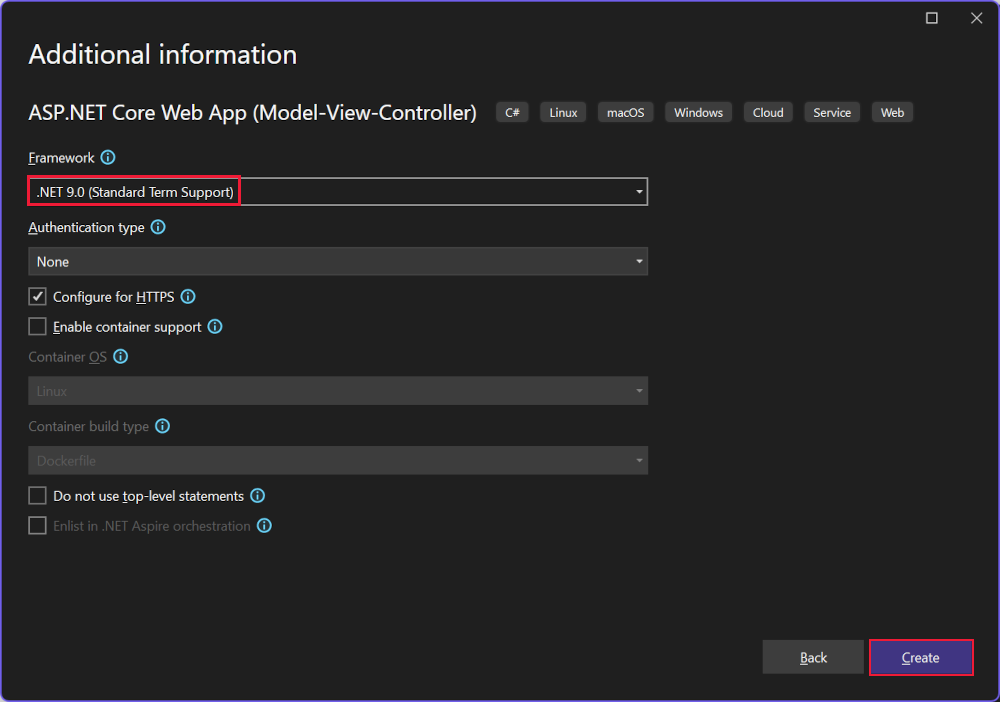 Additional information
ASP.NET Core Web App (Model-View-Controller) C# Linux macOS Windows Cloud Service Web
Framework
.NET 9.0 (Standard Term Support)
Authentication type
None
Configure for HTTPS
Enable container support
Container OS
Linux
Container build type
Dockerfile
Do not use top-level statements
Enlist in .NET Aspire orchestration
Back Create